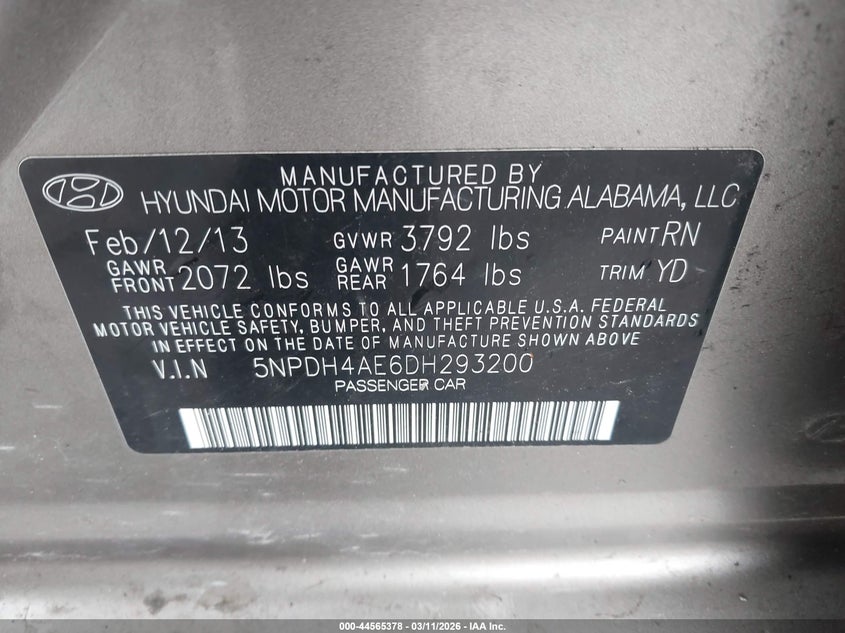 MANUFACTURED BY
HYUNDAI MOTOR MANUFACTURING ALABAMA, LLC
Feb/12/13 GVWR 3792 lbs PAINT RN
GAWR FRONT 2072 lbs GAWR REAR 1764 lbs TRIM YD
THIS VEHICLE CONFORMS TO ALL APPLICABLE U.S.A. FEDERAL
MOTOR VEHICLE SAFETY, BUMPER, AND THEFT PREVENTION STANDARDS
IN EFFECT ON THE DATE OF MANUFACTURE SHOWN ABOVE
V.I.N 5NPDH4AE6DH293200
PASSENGER CAR
000-44565378 - 03/11/2026 - IAA Inc.